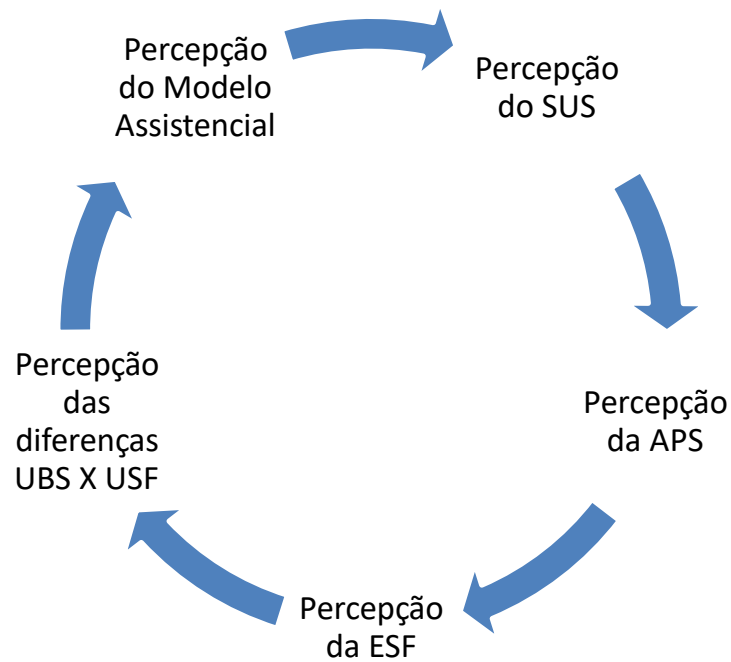 Percepção
do Modelo
Assistencial
Percepção
do SUS
Percepção
da APS
Percepção
da ESF
Percepção
das
diferenças
UBS X USF